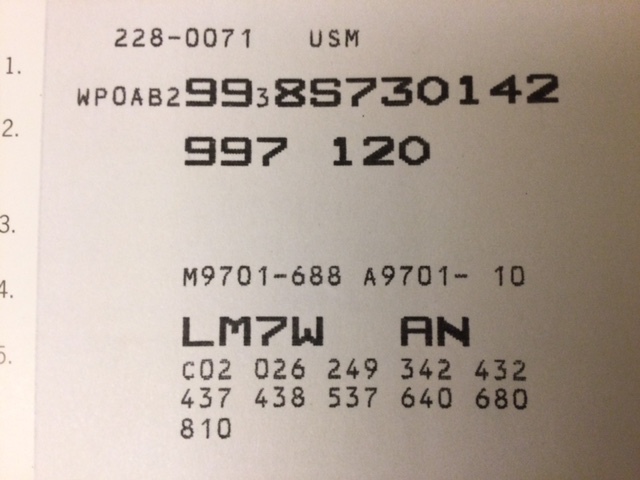 228-0071 USM
1.
WP0AB29938S730142
2.
997 120
3.
M9701-688 A9701- 10
4.
LM7W AN
5.
C02 026 249 342 432
437 438 537 640 680
810